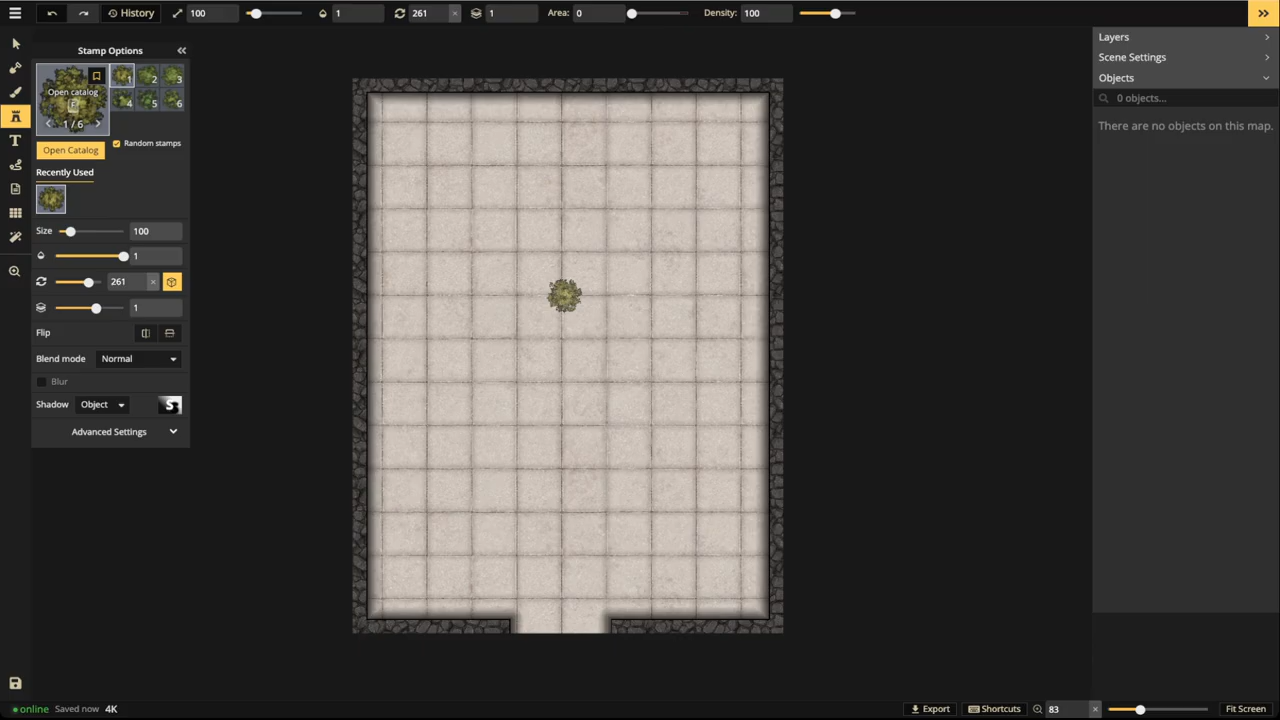 History 100 1 261 × 1 Area: 0 Density: 100
Stamp Options
Open catalog
1 / 6
1 2 3
4 5 6
Open Catalog Random stamps
Recently Used
Size 100
1
261 ×
1
Flip
Blend mode Normal
Blur
Shadow Object S
Advanced Settings
Layers
Scene Settings
Objects
0 objects...
There are no objects on this map.
online Saved now 4K Export Shortcuts 83 × Fit Screen